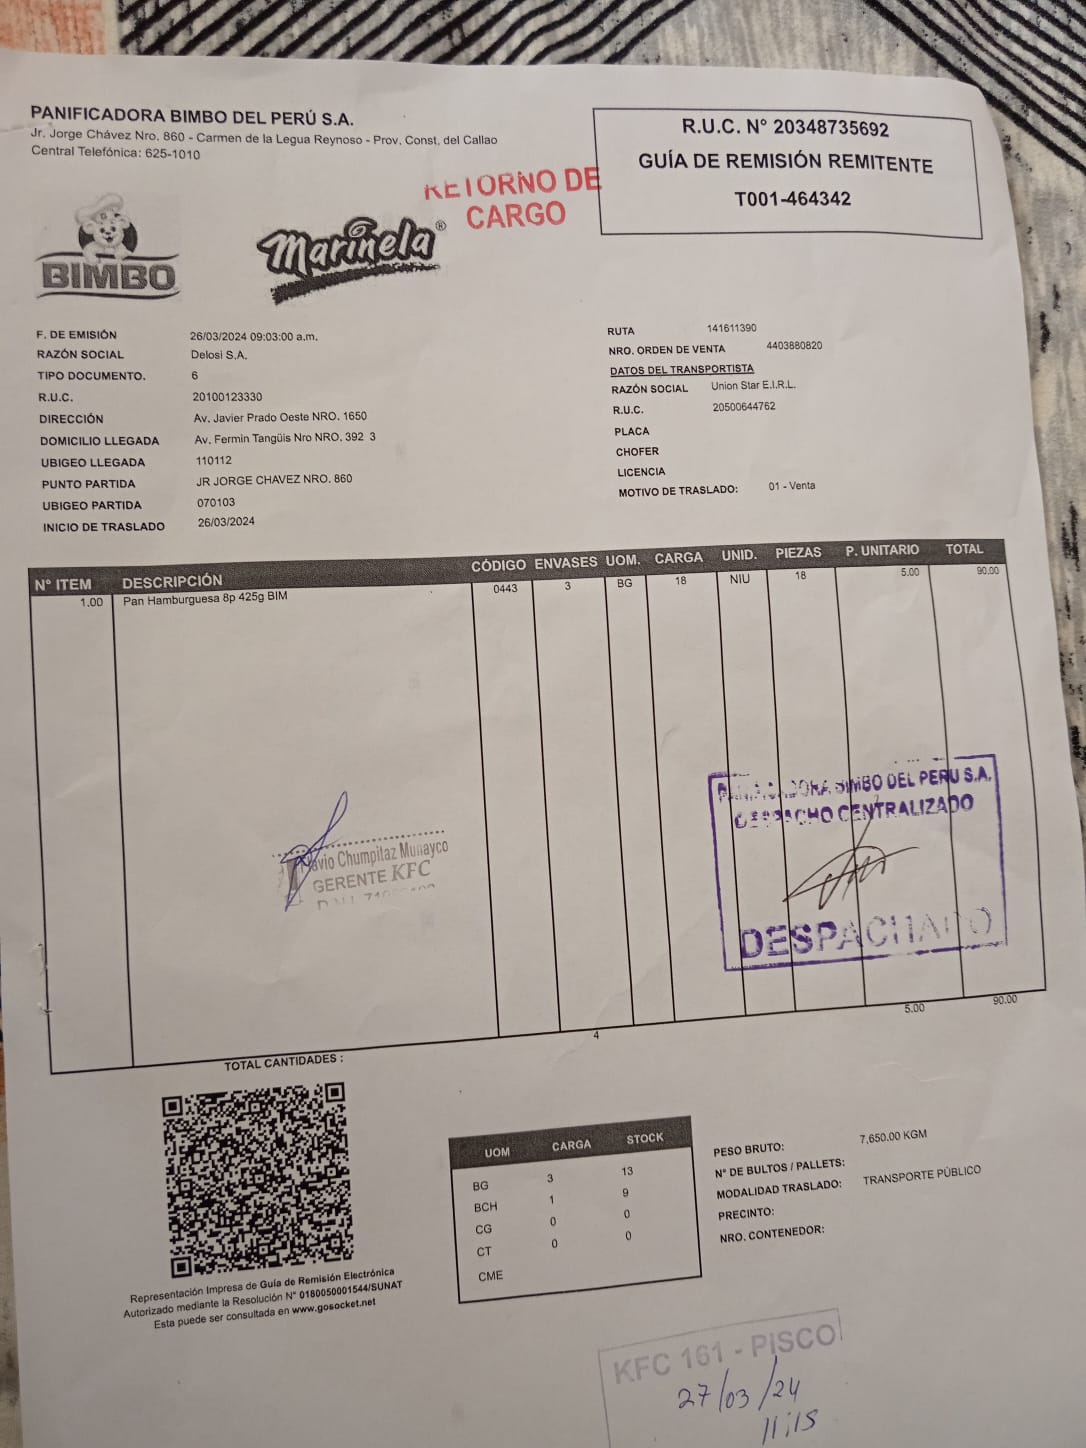 PANIFICADORA BIMBO DEL PERÚ S.A.
Jr. Jorge Chávez Nro. 860 - Carmen de la Legua Reynoso - Prov. Const. del Callao
Central Telefónica: 625-1010
RETORNO DE
CARGO
R.U.C. N° 20348735692
GUÍA DE REMISIÓN REMITENTE
T001-464342
BIMBO
Marinela®
F. DE EMISIÓN 26/03/2024 09:03:00 a.m.
RAZÓN SOCIAL Delosi S.A.
TIPO DOCUMENTO. 6
R.U.C. 20100123330
DIRECCIÓN Av. Javier Prado Oeste NRO. 1650
DOMICILIO LLEGADA Av. Fermin Tangüis Nro NRO. 392 3
UBIGEO LLEGADA 110112
PUNTO PARTIDA JR JORGE CHAVEZ NRO. 860
UBIGEO PARTIDA 070103
INICIO DE TRASLADO 26/03/2024
RUTA 141611390
NRO. ORDEN DE VENTA 4403880820
DATOS DEL TRANSPORTISTA
RAZÓN SOCIAL Union Star E.I.R.L.
R.U.C. 20500644762
PLACA
CHOFER
LICENCIA
MOTIVO DE TRASLADO: 01 - Venta
N° ITEM DESCRIPCIÓN CÓDIGO ENVASES UOM. CARGA UNID. PIEZAS P. UNITARIO TOTAL
1.00 Pan Hamburguesa 8p 425g BIM 0443 3 BG 18 NIU 18 5.00 90.00
Chumpitaz Munayco
GERENTE KFC
D.N.I.
BIMBO DEL PERU S.A.
DESPACHO CENTRALIZADO
DESPACHADO
5.00 90.00
TOTAL CANTIDADES : 4
Representación Impresa de Guía de Remisión Electrónica
Autorizado mediante la Resolución N° 0180050001544/SUNAT
Esta puede ser consultada en www.gosocket.net
UOM CARGA STOCK
BG 3 13
BCH 1 9
CG 0 0
CT 0 0
CME
PESO BRUTO: 7,650.00 KGM
N° DE BULTOS / PALLETS:
MODALIDAD TRASLADO: TRANSPORTE PÚBLICO
PRECINTO:
NRO. CONTENEDOR:
KFC 161 - PISCO
27/03/24
11:15